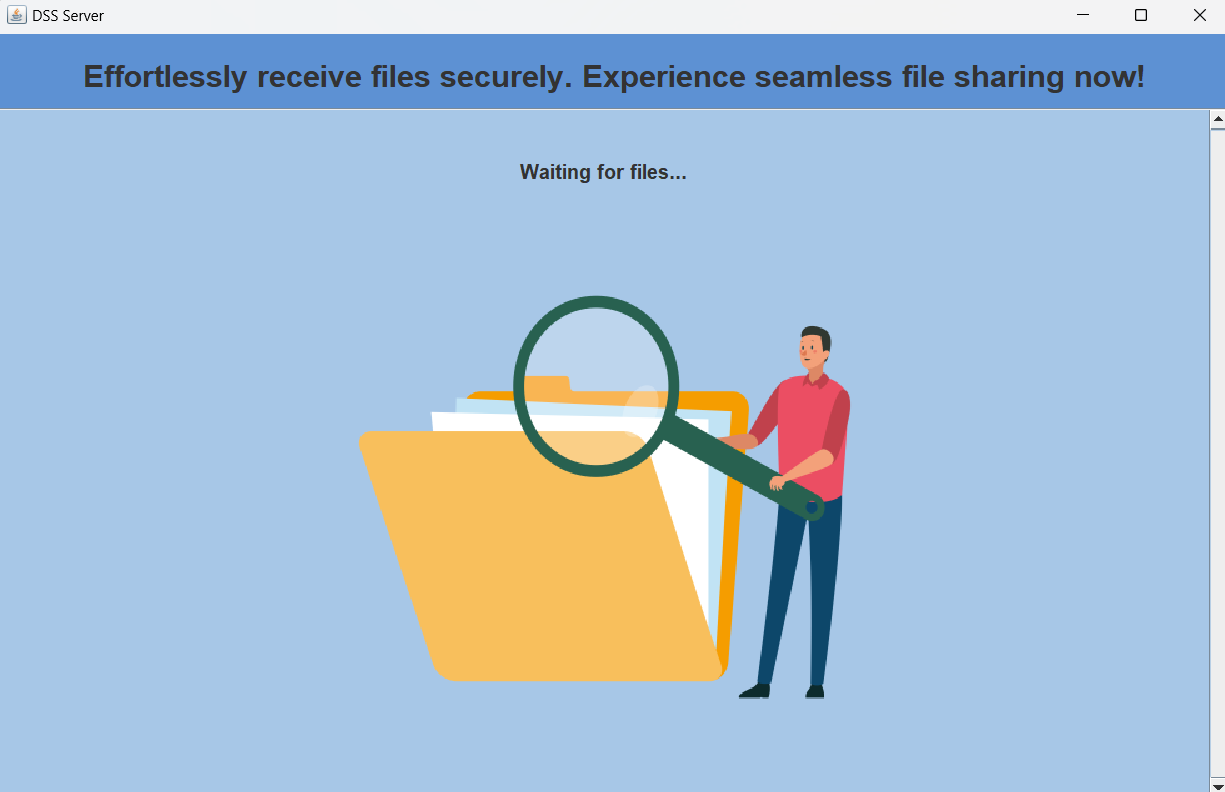 DSS Server
Effortlessly receive files securely. Experience seamless file sharing now!
Waiting for files...